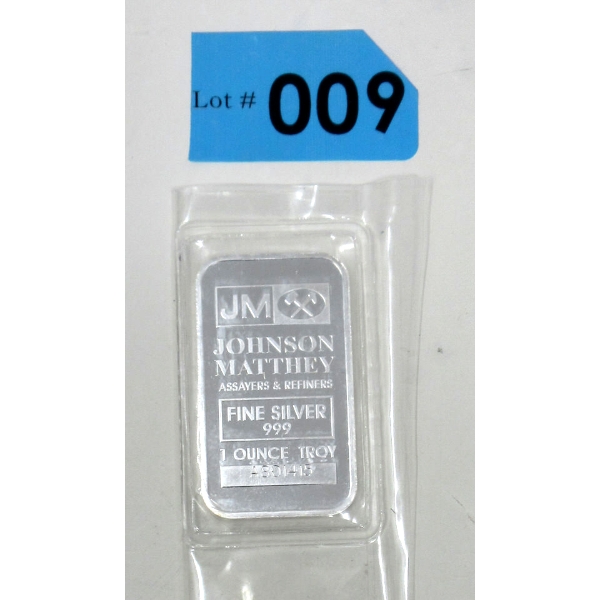 Lot # 009
JM
JOHNSON
MATTHEY
ASSAYERS & REFINERS
FINE SILVER
999
1 OUNCE TROY